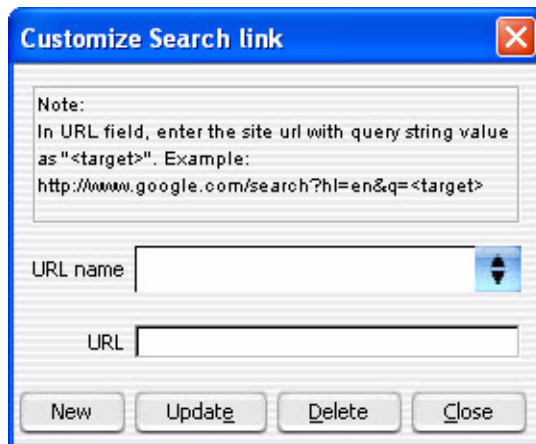 Customize Search link
Note:
In URL field, enter the site url with query string value
as "<target>". Example:
http://www.google.com/search?hl=en&q=<target>
URL name
URL
New Update Delete Close